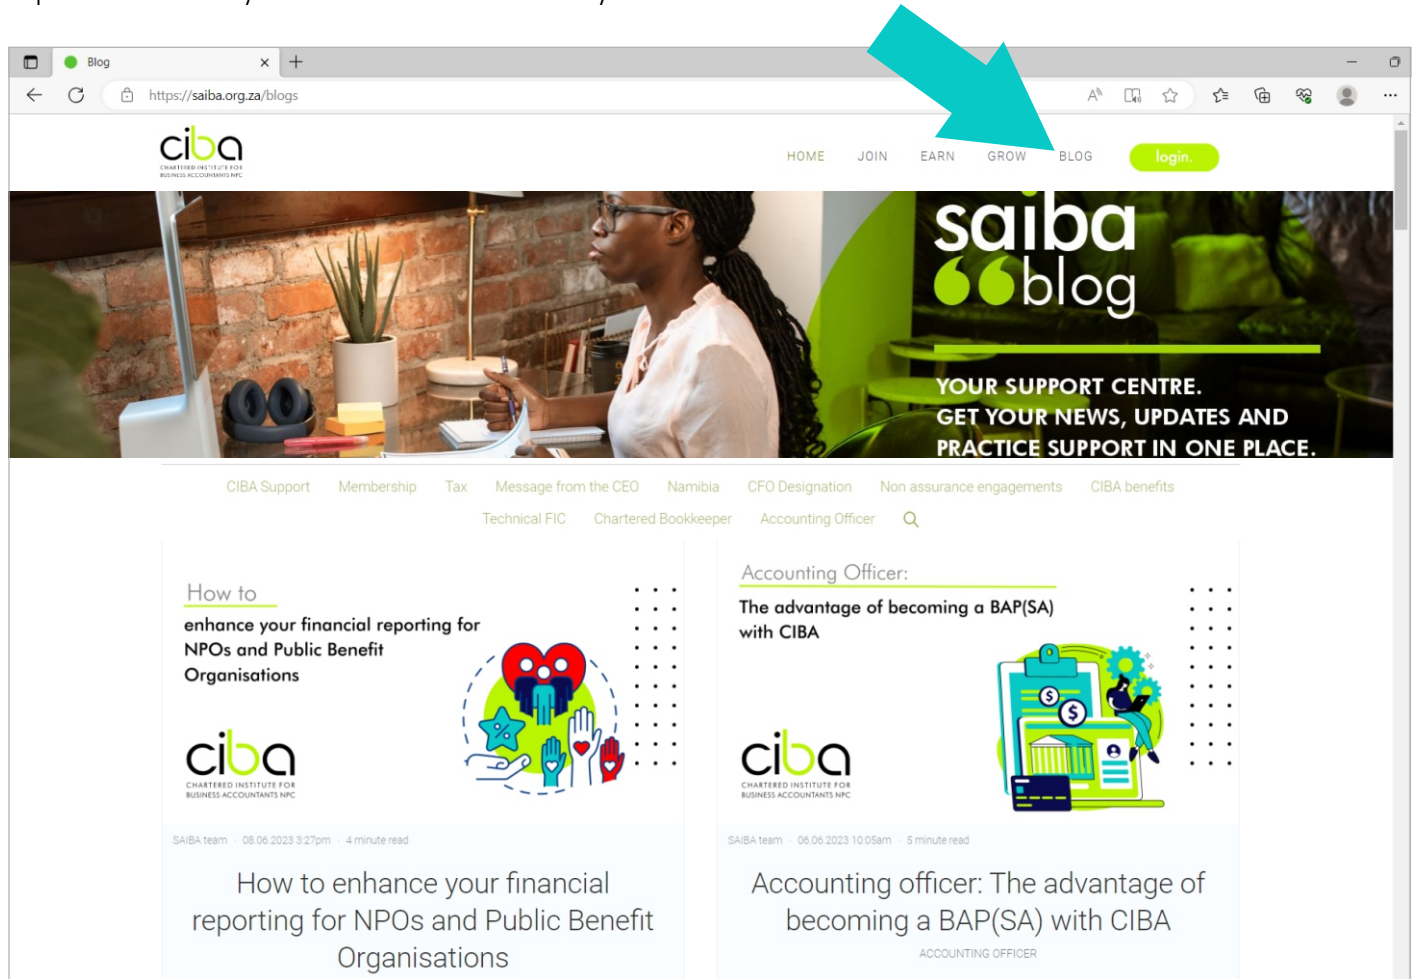 Blog
https://saiba.org.za/blogs
ciba
CHARTERED INSTITUTE FOR
BUSINESS ACCOUNTANTS NPC
HOME JOIN EARN GROW BLOG login.
saiba
blog
YOUR SUPPORT CENTRE.
GET YOUR NEWS, UPDATES AND
PRACTICE SUPPORT IN ONE PLACE.
CIBA Support Membership Tax Message from the CEO Namibia CFO Designation Non assurance engagements CIBA benefits
Technical FIC Chartered Bookkeeper Accounting Officer
How to
enhance your financial reporting for
NPOs and Public Benefit
Organisations
ciba
CHARTERED INSTITUTE FOR
BUSINESS ACCOUNTANTS NPC
SAIBA team · 08.06.2023 3:27pm · 4 minute read
How to enhance your financial
reporting for NPOs and Public Benefit
Organisations
Accounting Officer:
The advantage of becoming a BAP(SA)
with CIBA
ciba
CHARTERED INSTITUTE FOR
BUSINESS ACCOUNTANTS NPC
SAIBA team · 06.06.2023 10:05am · 5 minute read
Accounting officer: The advantage of
becoming a BAP(SA) with CIBA
ACCOUNTING OFFICER